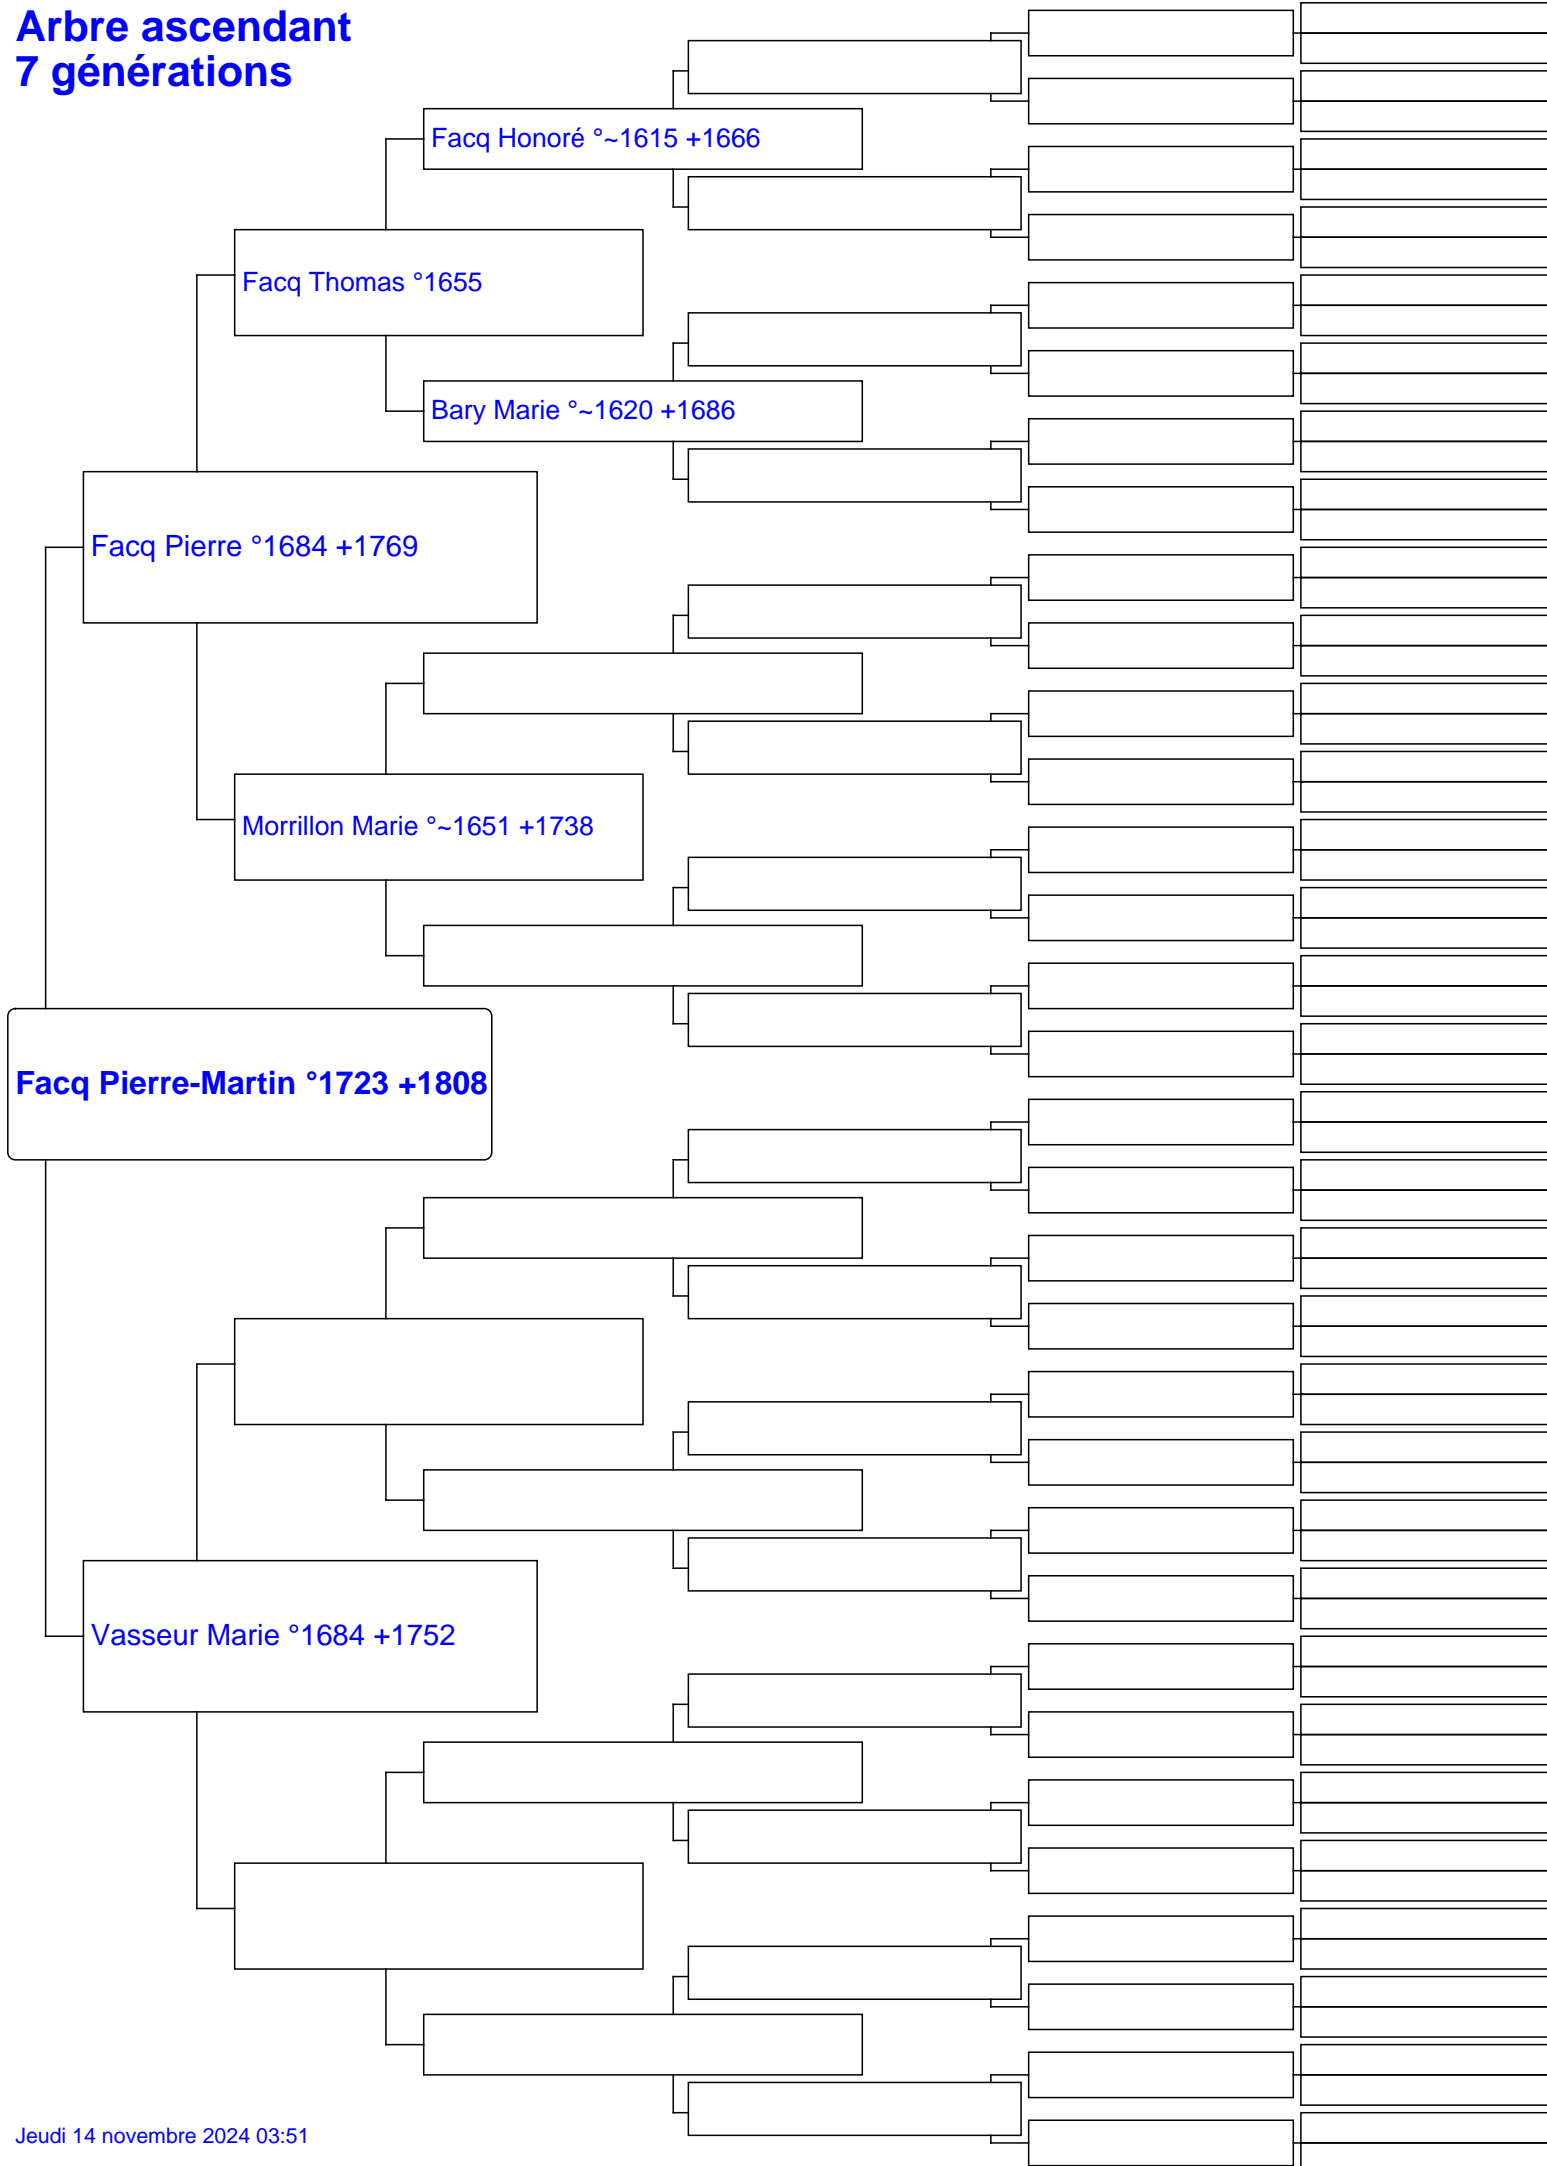 Arbre ascendant
7 générations
Facq Honoré °~1615 +1666
Facq Thomas °1655
Bary Marie °~1620 +1686
Facq Pierre °1684 +1769
Morrillon Marie °~1651 +1738
Facq Pierre-Martin °1723 +1808
Vasseur Marie °1684 +1752
Jeudi 14 novembre 2024 03:51